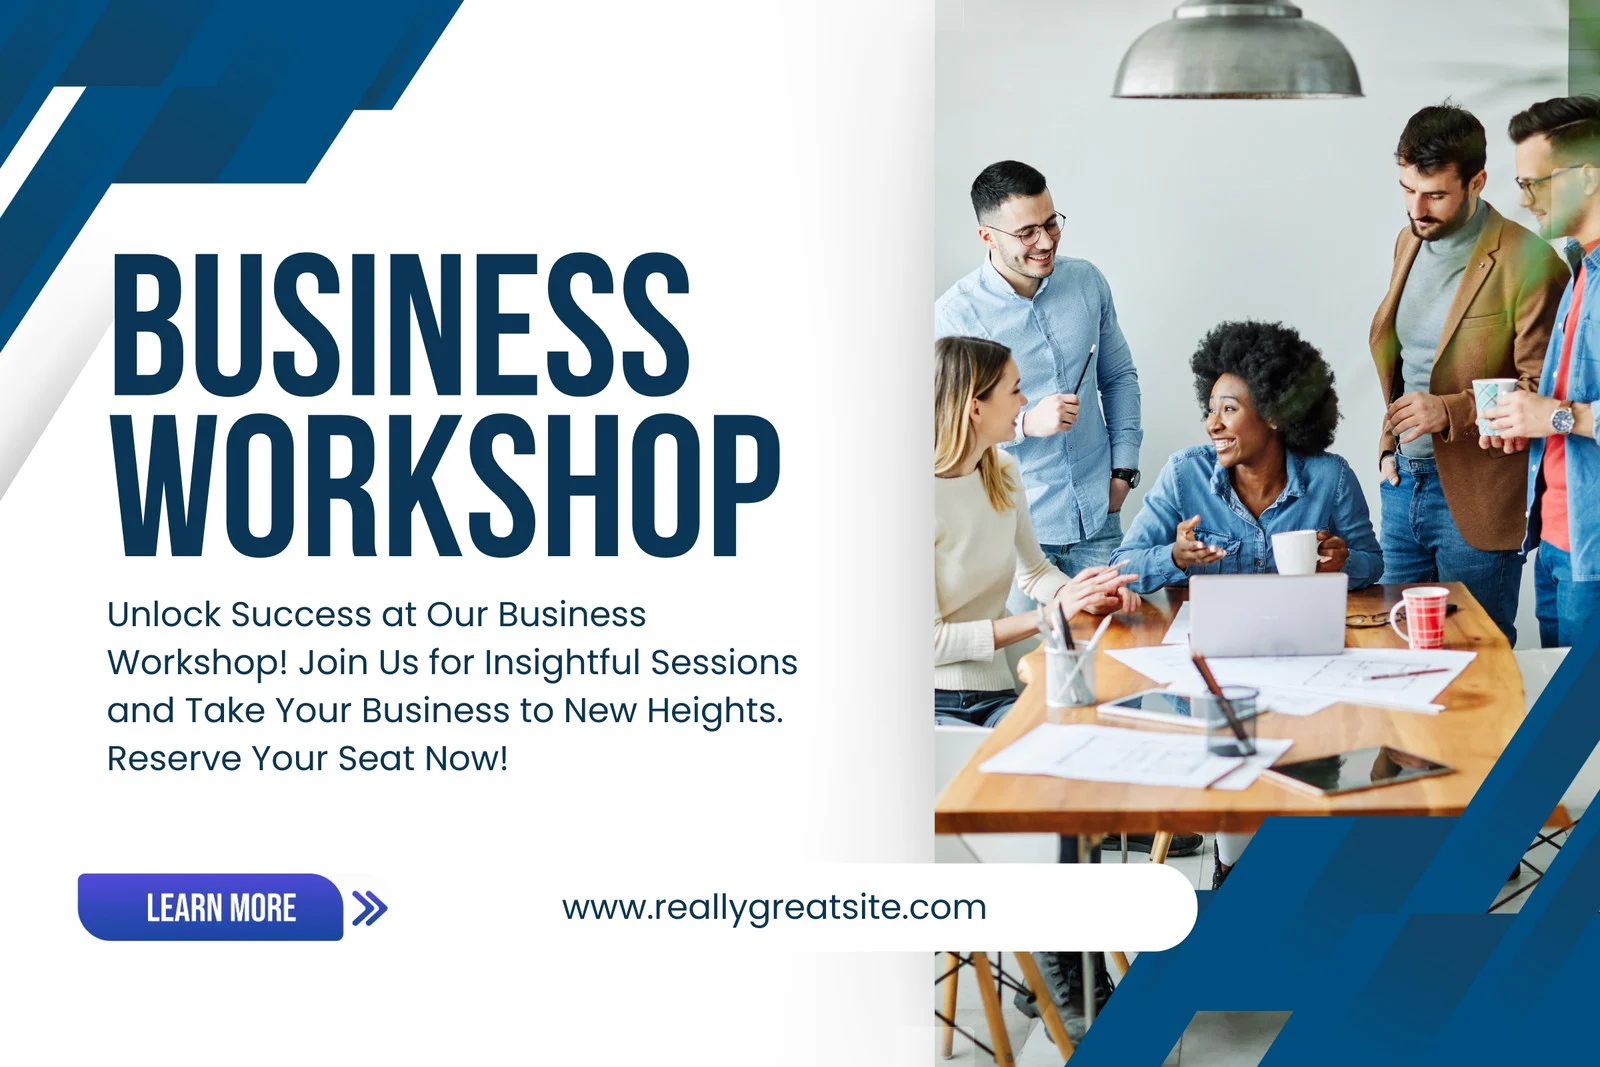 BUSINESS
WORKSHOP
Unlock Success at Our Business
Workshop! Join Us for Insightful Sessions
and Take Your Business to New Heights.
Reserve Your Seat Now!
LEARN MORE
www.reallygreatsite.com